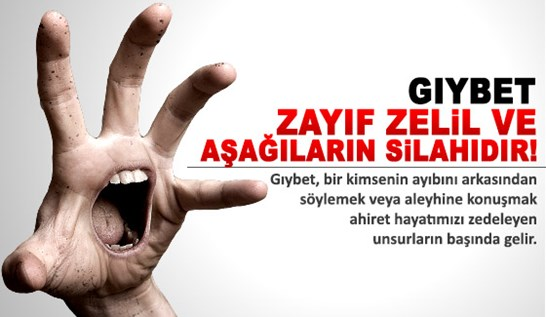 GIYBET
ZAYIF ZELİL VE
AŞAĞILARIN SİLAHIDIR!
Gıybet, bir kimsenin ayıbını arkasından
söylemek veya aleyhine konuşmak
ahiret hayatımızı zedeleyen
unsurların başında gelir.